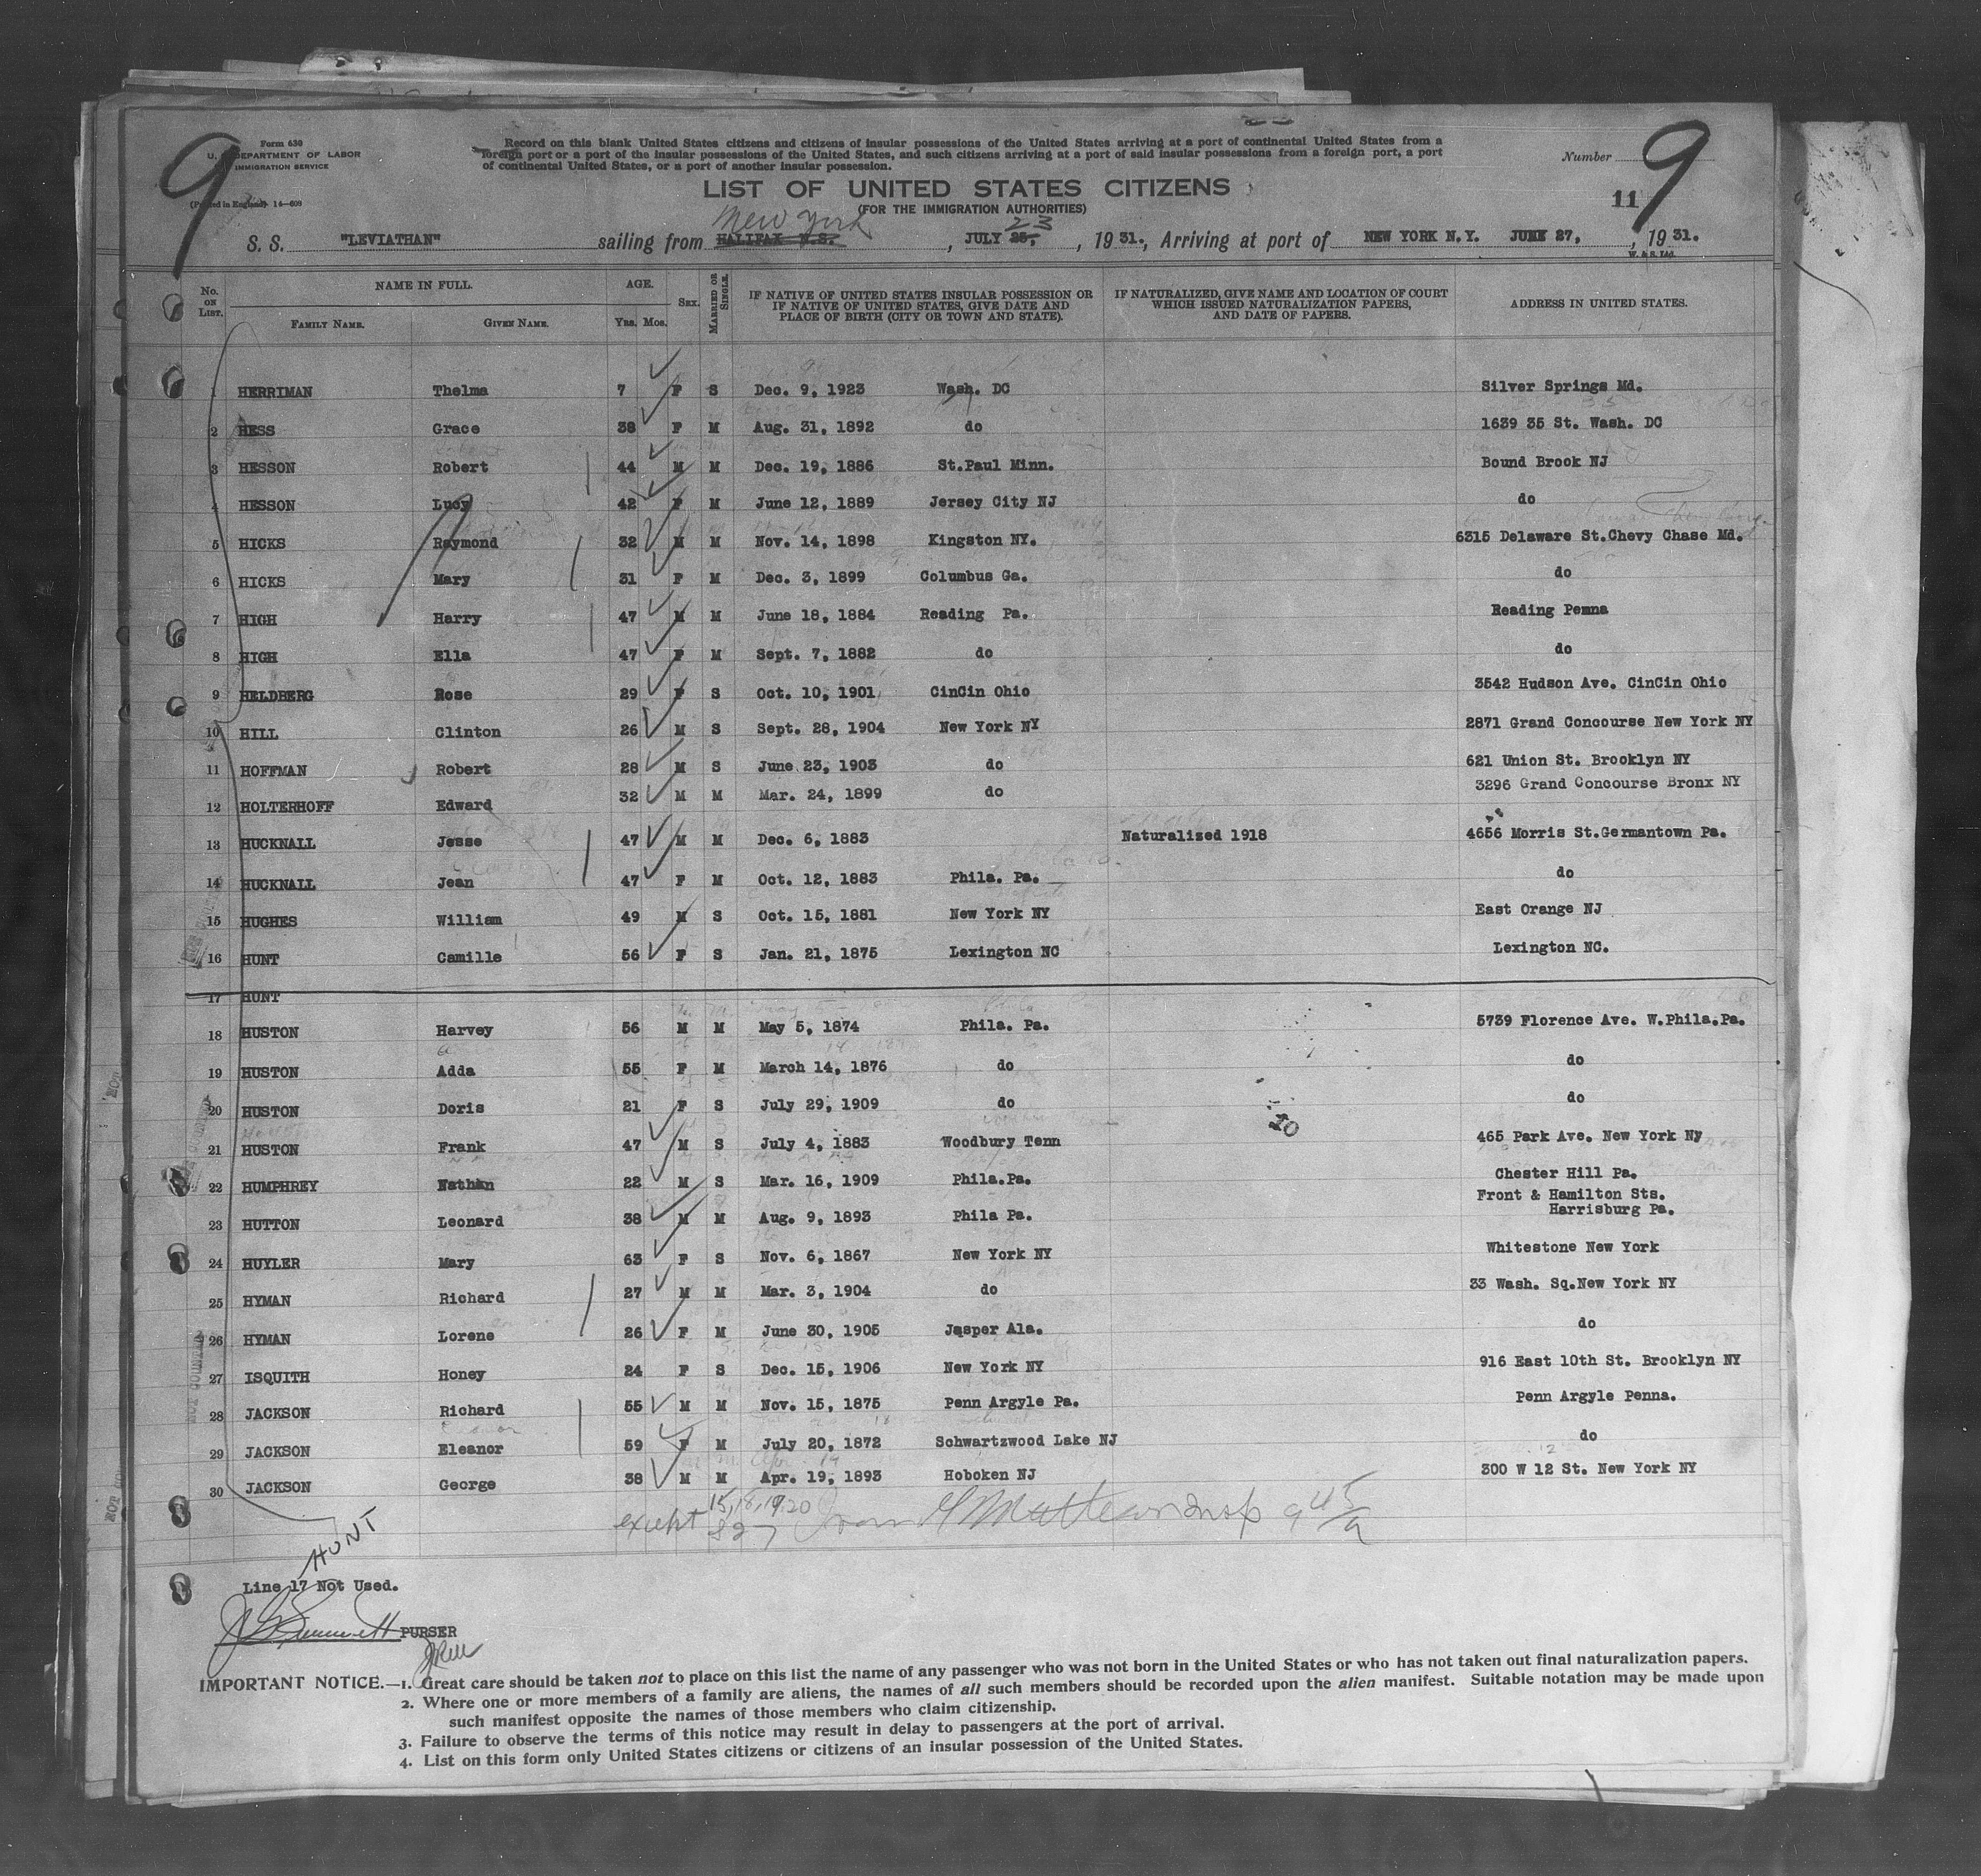 9
Form 630
U. S. DEPARTMENT OF LABOR
IMMIGRATION SERVICE
(Printed in England) 14—608
Record on this blank United States citizens and citizens of insular possessions of the United States arriving at a port of continental United States from a
foreign port or a port of the insular possessions of the United States, and such citizens arriving at a port of said insular possessions from a foreign port, a port
of continental United States, or a port of another insular possession.
Number
9
11
LIST OF UNITED STATES CITIZENS
(FOR THE IMMIGRATION AUTHORITIES)
New York
23
S. S. "LEVIATHAN" sailing from HALIFAX N.S. , JULY 25, , 19 31., Arriving at port of NEW YORK N.Y. JUNE 27, , 19 31.
W. & S. Ltd.
No. ON LIST. NAME IN FULL. FAMILY NAME. GIVEN NAME. AGE. Yrs. Mos. SEX. MARRIED OR SINGLE. IF NATIVE OF UNITED STATES INSULAR POSSESSION OR IF NATIVE OF UNITED STATES, GIVE DATE AND PLACE OF BIRTH (CITY OR TOWN AND STATE). IF NATURALIZED, GIVE NAME AND LOCATION OF COURT WHICH ISSUED NATURALIZATION PAPERS, AND DATE OF PAPERS. ADDRESS IN UNITED STATES.
1 HERRIMAN Thelma 7 F S Dec. 9, 1923 Wash. DC Silver Springs Md.
2 HESS Grace 38 F M Aug. 31, 1892 do 1639 35 St. Wash. DC
3 HESSON Robert 44 M M Dec. 19, 1886 St.Paul Minn. Bound Brook NJ
4 HESSON Lucy 42 F M June 12, 1889 Jersey City NJ do
5 HICKS Raymond 32 M M Nov. 14, 1898 Kingston NY. 6315 Delaware St.Chevy Chase Md.
6 HICKS Mary 31 F M Dec. 3, 1899 Columbus Ga. do
7 HIGH Harry 47 M M June 18, 1884 Reading Pa. Reading Penna
8 HIGH Ella 47 F M Sept. 7, 1882 do do
9 HELDBERG Rose 29 F S Oct. 10, 1901 CinCin Ohio 3542 Hudson Ave. CinCin Ohio
10 HILL Clinton 26 M S Sept. 28, 1904 New York NY 2871 Grand Concourse New York NY
11 HOFFMAN Robert 28 M S June 23, 1903 do 621 Union St. Brooklyn NY
12 HOLTERHOFF Edward 32 M M Mar. 24, 1899 do 3296 Grand Concourse Bronx NY
13 HUCKNALL Jesse 47 M M Dec. 6, 1883 Naturalized 1918 4656 Morris St.Germantown Pa.
14 HUCKNALL Jean 47 F M Oct. 12, 1883 Phila. Pa. do
15 HUGHES William 49 M S Oct. 15, 1881 New York NY East Orange NJ
16 HUNT Camille 56 F S Jan. 21, 1875 Lexington NC Lexington NC.
17 HUNT
18 HUSTON Harvey 56 M M May 5, 1874 Phila. Pa. 5739 Florence Ave. W.Phila.Pa.
19 HUSTON Adda 55 F M March 14, 1876 do do
20 HUSTON Doris 21 F S July 29, 1909 do do
21 HUSTON Frank 47 M S July 4, 1883 Woodbury Tenn 465 Park Ave. New York Ny
22 HUMPHREY Nathan 22 M S Mar. 16, 1909 Phila.Pa. Chester Hill Pa.
23 HUTTON Leonard 38 M M Aug. 9, 1893 Phila Pa. Front & Hamilton Sts.
Harrisburg Pa.
24 HUYLER Mary 63 F S Nov. 6, 1867 New York NY Whitestone New York
25 HYMAN Richard 27 M M Mar. 3, 1904 do 33 Wash. Sq.New York NY
26 HYMAN Lorene 26 F M June 30, 1905 Jasper Ala. do
27 ISQUITH Honey 24 F S Dec. 15, 1906 New York NY 916 East 10th St. Brooklyn NY
28 JACKSON Richard 55 M M Nov. 15, 1875 Penn Argyle Pa. Penn Argyle Penna.
29 JACKSON Eleanor 59 F M July 20, 1872 Schwartzwood Lake NJ do
30 JACKSON George 38 M M Apr. 19, 1893 Hoboken NJ 300 W 12 St. New York NY
except 15, 18, 19, 20
& 27
HUNT
Line 17 Not Used.
PURSER
IMPORTANT NOTICE.—1. Great care should be taken not to place on this list the name of any passenger who was not born in the United States or who has not taken out final naturalization papers.
2. Where one or more members of a family are aliens, the names of all such members should be recorded upon the alien manifest. Suitable notation may be made upon
such manifest opposite the names of those members who claim citizenship.
3. Failure to observe the terms of this notice may result in delay to passengers at the port of arrival.
4. List on this form only United States citizens or citizens of an insular possession of the United States.